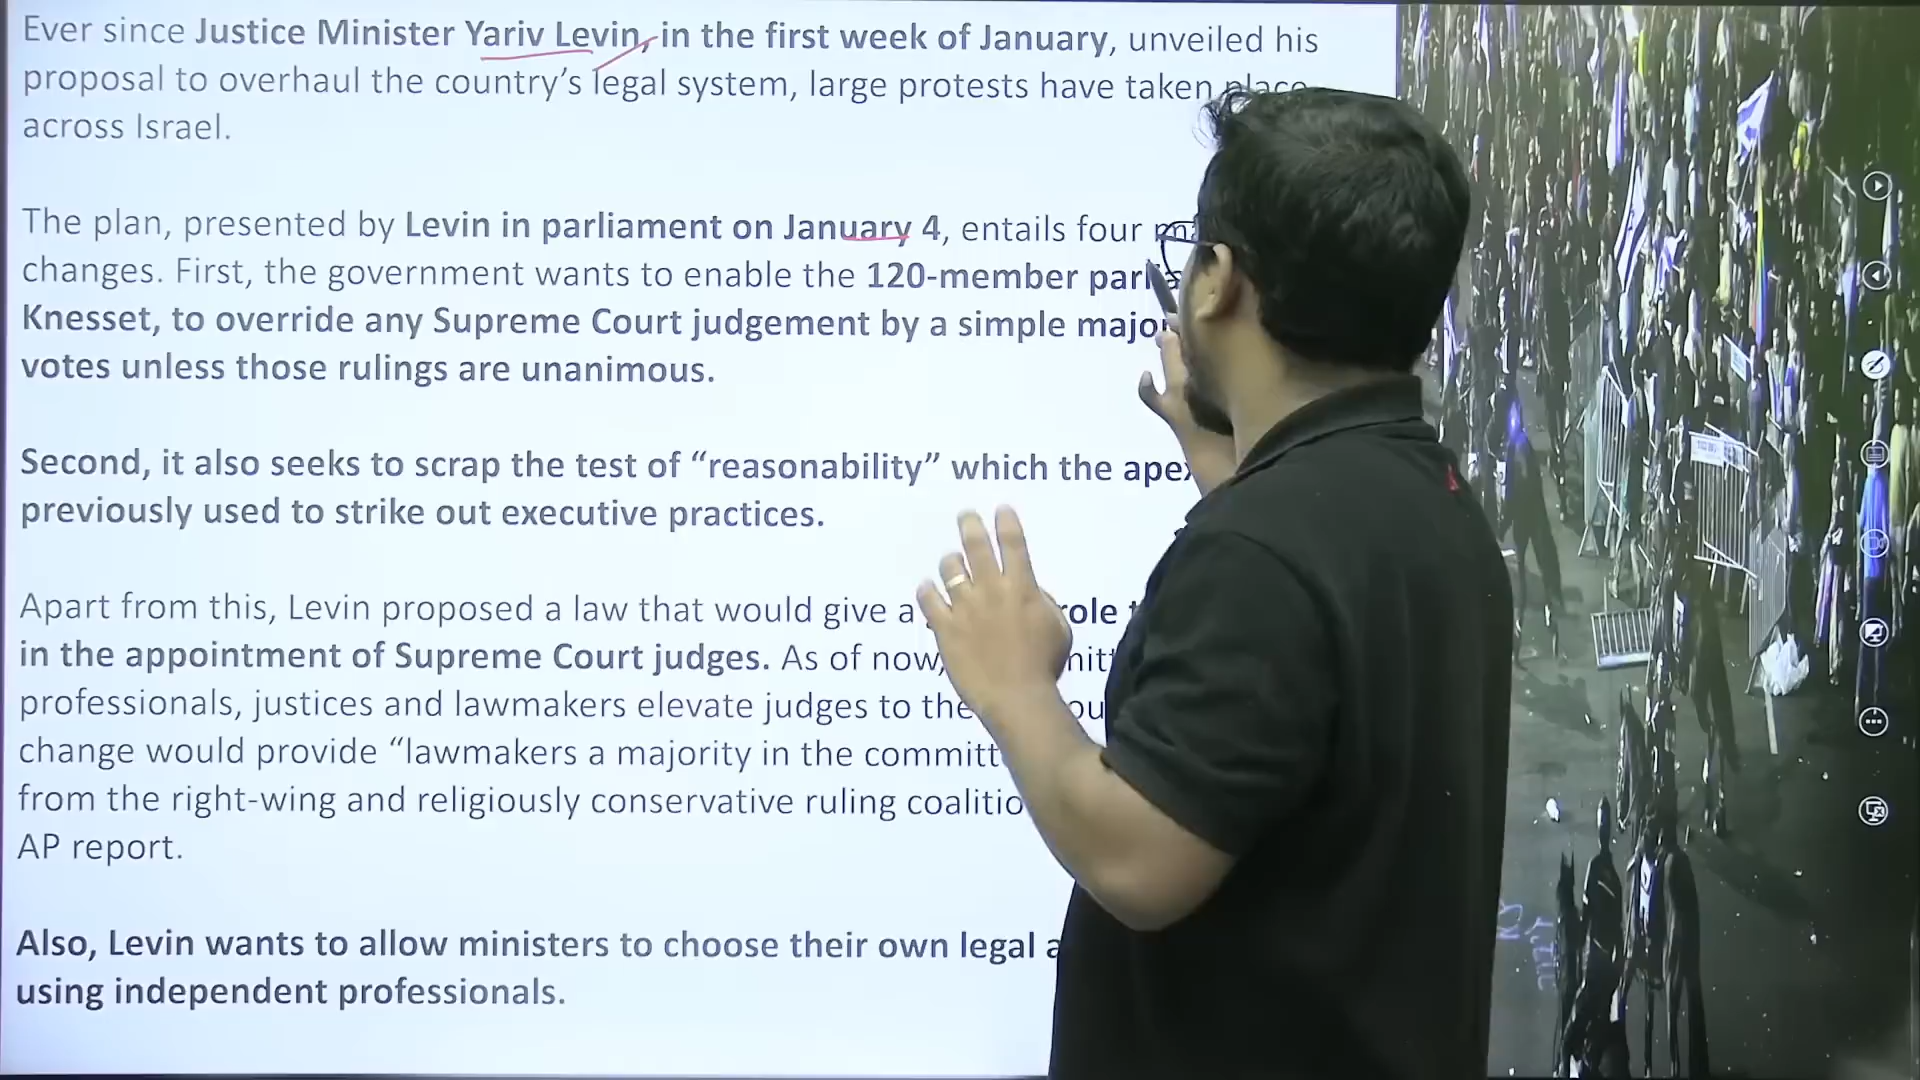 Ever since Justice Minister Yariv Levin, in the first week of January, unveiled his
proposal to overhaul the country's legal system, large protests have taken place
across Israel.
The plan, presented by Levin in parliament on January 4, entails four
changes. First, the government wants to enable the 120-member
Knesset, to override any Supreme Court judgement by a simple
votes unless those rulings are unanimous.
Second, it also seeks to scrap the test of “reasonability” which the
previously used to strike out executive practices.
Apart from this, Levin proposed a law that would give a role
in the appointment of Supreme Court judges. As of now,
professionals, justices and lawmakers elevate judges to the
change would provide “lawmakers a majority in the
from the right-wing and religiously conservative ruling
AP report.
Also, Levin wants to allow ministers to choose their own legal
using independent professionals.